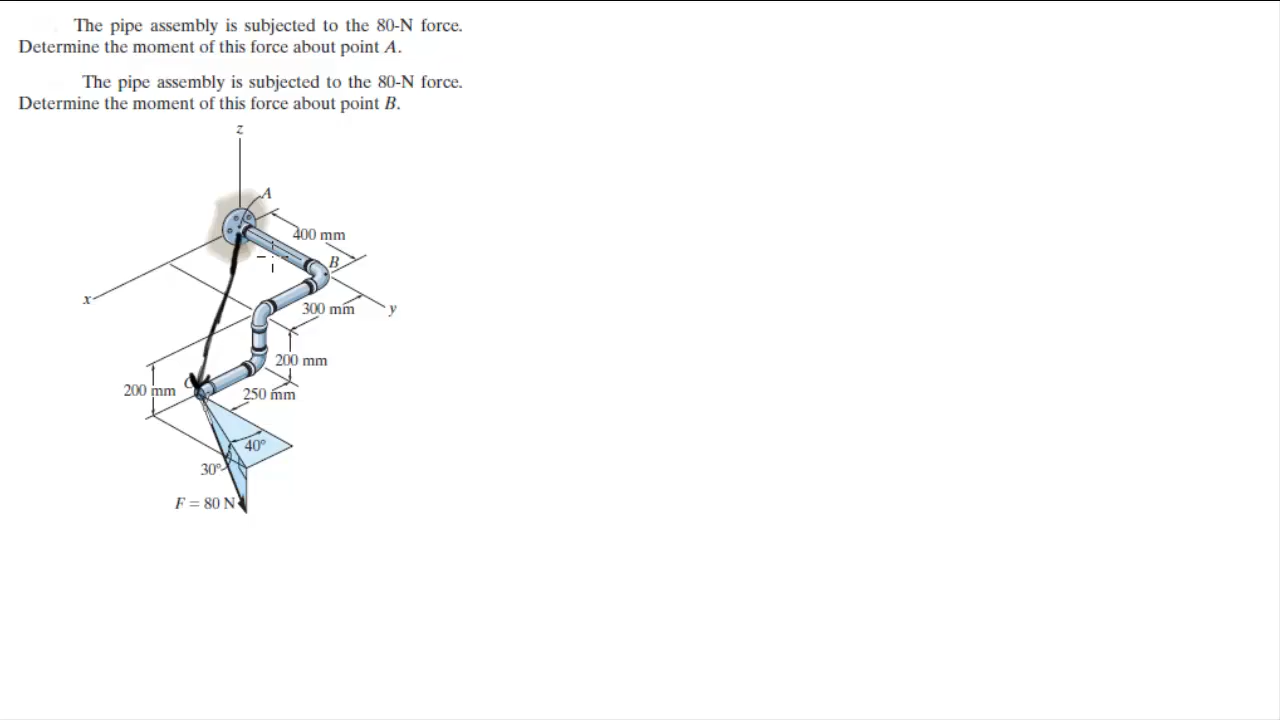 The pipe assembly is subjected to the 80-N force.
Determine the moment of this force about point A.
The pipe assembly is subjected to the 80-N force.
Determine the moment of this force about point B.
z
A
400 mm
B
x
300 mm
y
200 mm
200 mm
C
250 mm
40°
30°
F = 80 N